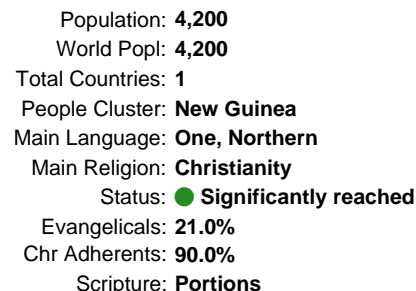 Population: 4,200
World Popl: 4,200
Total Countries: 1
People Cluster: New Guinea
Main Language: One, Northern
Main Religion: Christianity
Status: Significantly reached
Evangelicals: 21.0%
Chr Adherents: 90.0%
Scripture: Portions